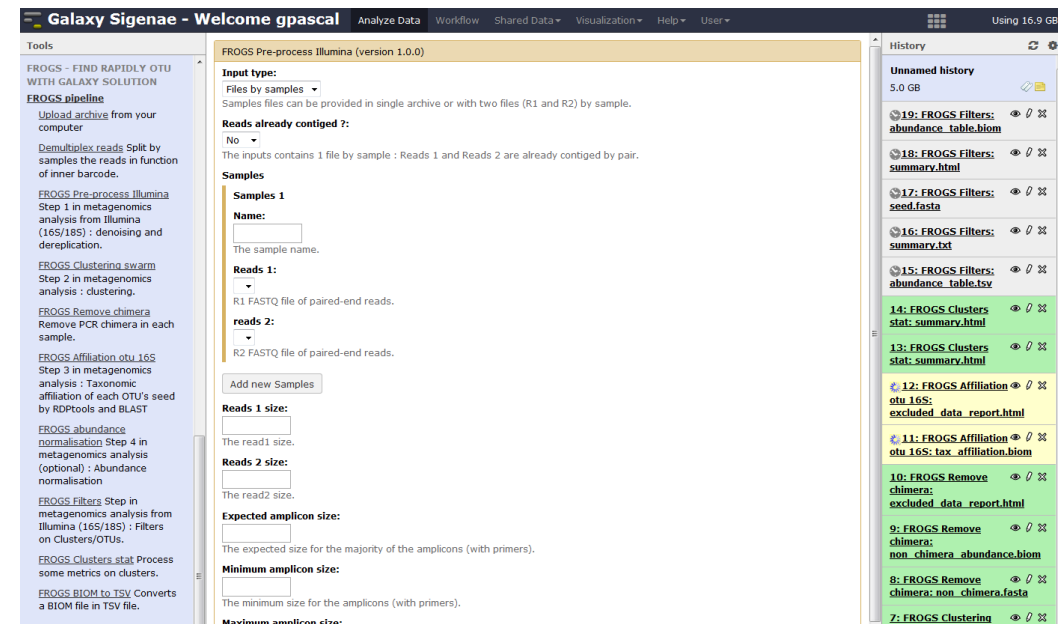 Galaxy Sigenae - Welcome gpascal
Analyze Data
Workflow
Shared Data
Visualization
Help
User
Using 16.9 GB
Tools
FROGS - FIND RAPIDLY OTU
WITH GALAXY SOLUTION
FROGS pipeline
Upload archive from your
computer
Demultiplex reads Split by
samples the reads in function
of inner barcode.
FROGS Pre-process Illumina
Step 1 in metagenomics
analysis from Illumina
(16S/18S) : denoising and
dereplication.
FROGS Clustering swarm
Step 2 in metagenomics
analysis : clustering.
FROGS Remove chimera
Remove PCR chimera in each
sample.
FROGS Affiliation otu 16S
Step 3 in metagenomics
analysis : Taxonomic
affiliation of each OTU's seed
by RDPtools and BLAST
FROGS abundance
normalisation Step 4 in
metagenomics analysis
(optional) : Abundance
normalisation
FROGS Filters Step in
metagenomics analysis from
Illumina (16S/18S) : Filters
on Clusters/OTUs.
FROGS Clusters stat Process
some metrics on clusters.
FROGS BIOM to TSV Converts
a BIOM file in TSV file.
FROGS Pre-process Illumina (version 1.0.0)
Input type:
Files by samples
Samples files can be provided in single archive or with two files (R1 and R2) by sample.
Reads already contiged ?:
No
The inputs contains 1 file by sample : Reads 1 and Reads 2 are already contiged by pair.
Samples
Samples 1
Name:
The sample name.
Reads 1:
R1 FASTQ file of paired-end reads.
reads 2:
R2 FASTQ file of paired-end reads.
Add new Samples
Reads 1 size:
The read1 size.
Reads 2 size:
The read2 size.
Expected amplicon size:
The expected size for the majority of the amplicons (with primers).
Minimum amplicon size:
The minimum size for the amplicons (with primers).
Maximum amplicon size:
History
Unnamed history
5.0 GB
19: FROGS Filters:
abundance_table.biom
18: FROGS Filters:
summary.html
17: FROGS Filters:
seed.fasta
16: FROGS Filters:
summary.txt
15: FROGS Filters:
abundance_table.tsv
14: FROGS Clusters
stat: summary.html
13: FROGS Clusters
stat: summary.html
12: FROGS Affiliation
otu 16S:
excluded_data_report.html
11: FROGS Affiliation
otu 16S: tax_affiliation.biom
10: FROGS Remove
chimera:
excluded_data_report.html
9: FROGS Remove
chimera:
non_chimera_abundance.biom
8: FROGS Remove
chimera: non_chimera.fasta
7: FROGS Clustering